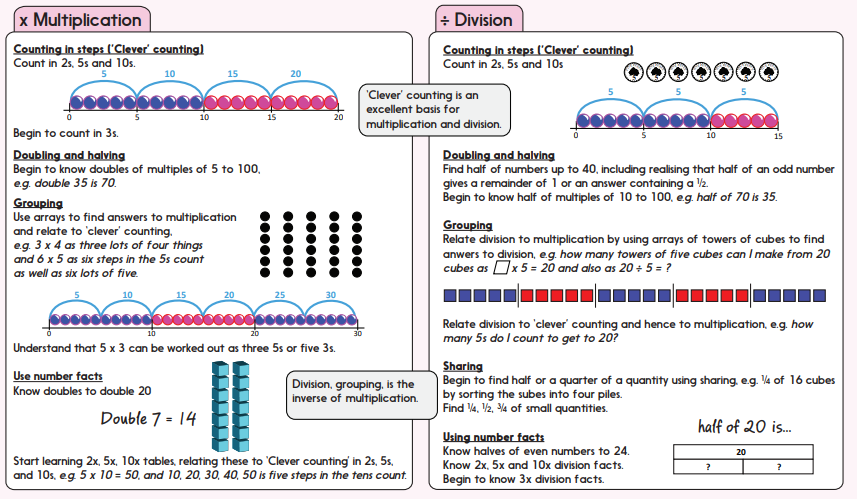 x Multiplication
Counting in steps ('Clever' counting)
Count in 2s, 5s and 10s.
5 10 15 20
0 5 10 15 20
Begin to count in 3s.
Doubling and halving
Begin to know doubles of multiples of 5 to 100,
e.g. double 35 is 70.
Grouping
Use arrays to find answers to multiplication
and relate to 'clever' counting,
e.g. 3 x 4 as three lots of four things
and 6 x 5 as six steps in the 5s count
as well as six lots of five.
5 10 15 20 25 30
0 10 20 30
Understand that 5 x 3 can be worked out as three 5s or five 3s.
Use number facts
Know doubles to double 20
Double 7 = 14
Start learning 2x, 5x, 10x tables, relating these to 'Clever counting' in 2s, 5s,
and 10s, e.g. 5 x 10 = 50, and 10, 20, 30, 40, 50 is five steps in the tens count.
'Clever' counting is an
excellent basis for
multiplication and division.
Division, grouping, is the
inverse of multiplication.
÷ Division
Counting in steps ('Clever' counting)
Count in 2s, 5s and 10s
5 5 5
0 5 10 15
Doubling and halving
Find half of numbers up to 40, including realising that half of an odd number
gives a remainder of 1 or an answer containing a ½.
Begin to know half of multiples of 10 to 100, e.g. half of 70 is 35.
Grouping
Relate division to multiplication by using arrays of towers of cubes to find
anwers to division, e.g. how many towers of five cubes can I make from 20
cubes as x 5 = 20 and also as 20 ÷ 5 = ?
Relate division to 'clever' counting and hence to multiplication, e.g. how
many 5s do I count to get to 20?
Sharing
Begin to find half or a quarter of a quantity using sharing, e.g. ¼ of 16 cubes
by sorting the subes into four piles.
Find ¼, ½, ¾ of small quantities.
half of 20 is...
Using number facts
Know halves of even numbers to 24.
Know 2x, 5x and 10x division facts.
Begin to know 3x division facts.
20
? ?